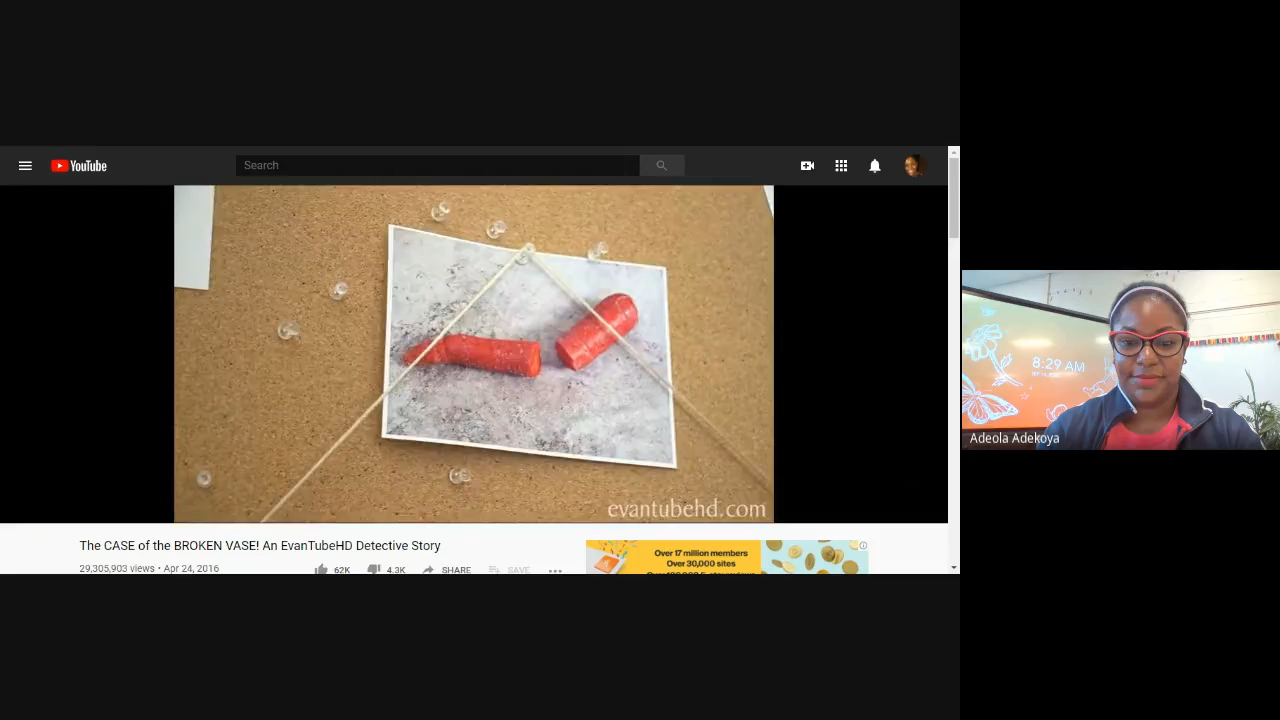 YouTube
Search
evantubehd.com
The CASE of the BROKEN VASE! An EvanTubeHD Detective Story
29,305,903 views • Apr 24, 2016
62K
4.3K
SHARE
SAVE
Over 17 million members
Over 30,000 sites
8:29 AM
Adeola Adekoya